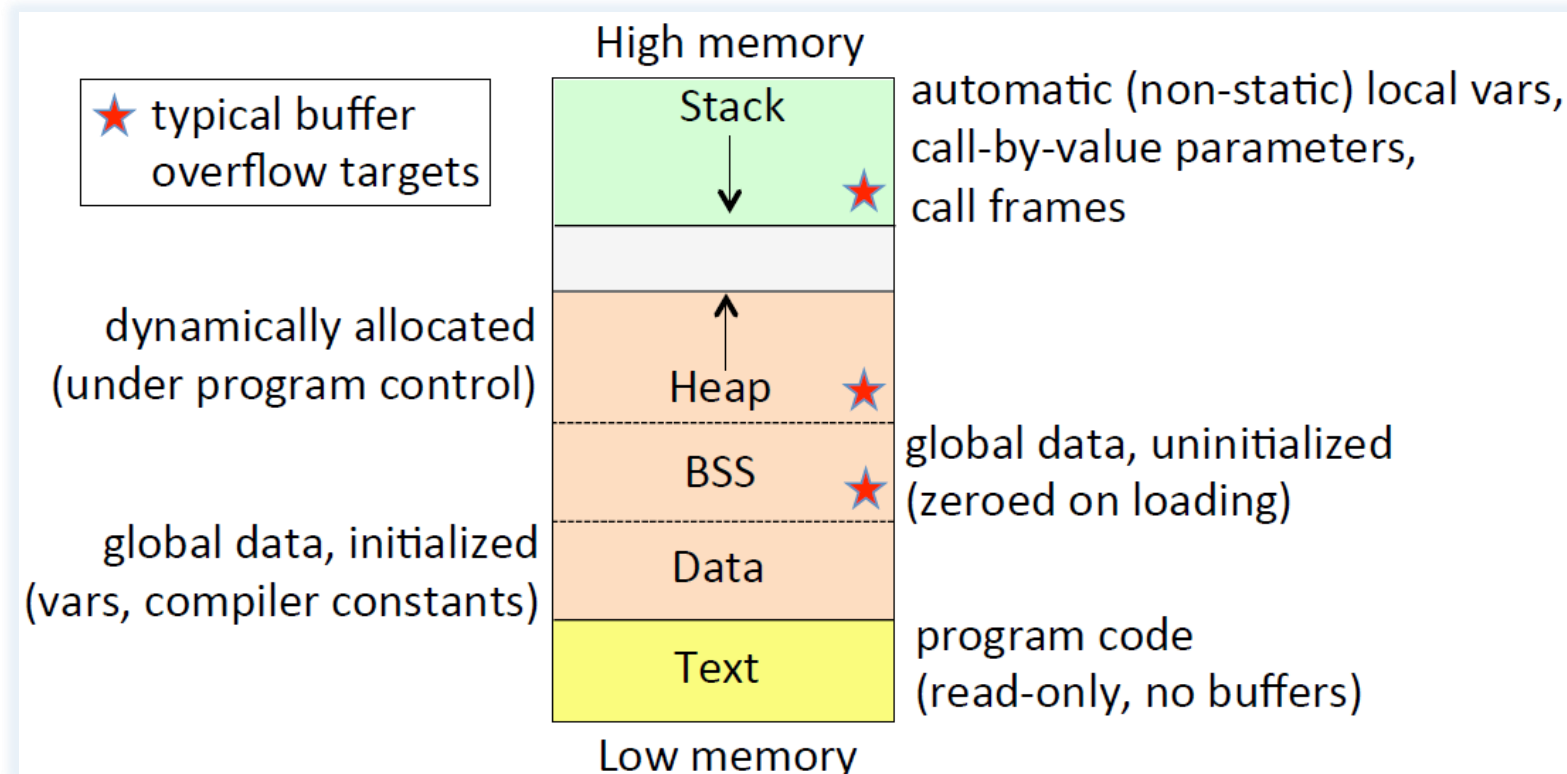 High memory
typical buffer
overflow targets
Stack
automatic (non-static) local vars,
call-by-value parameters,
call frames
dynamically allocated
(under program control)
Heap
BSS
global data, uninitialized
(zeroed on loading)
global data, initialized
(vars, compiler constants)
Data
Text
program code
(read-only, no buffers)
Low memory